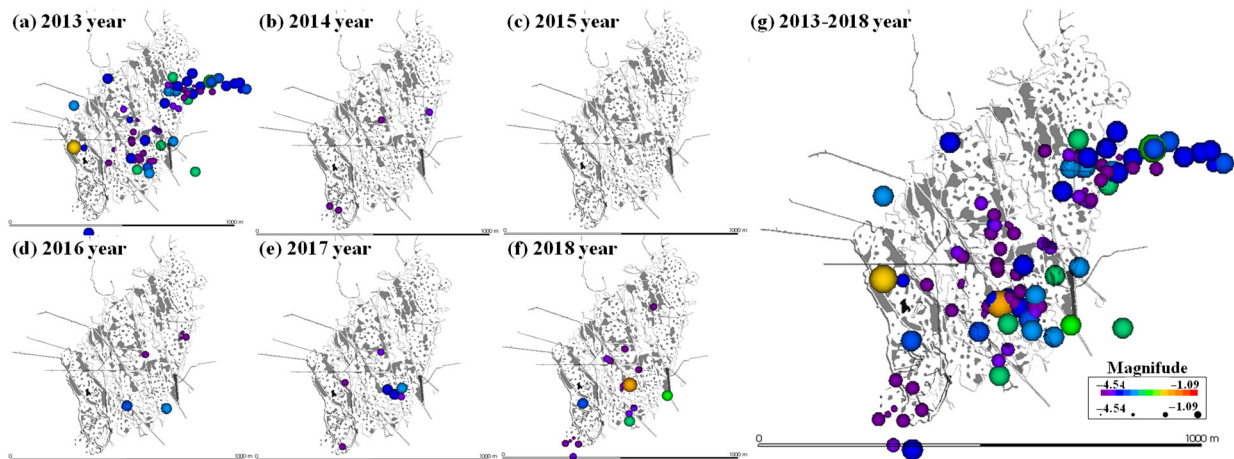 (a) 2013 year
(b) 2014 year
(c) 2015 year
(g) 2013-2018 year
0 1000 m
0 1000 m
0 1000 m
(d) 2016 year
(e) 2017 year
(f) 2018 year
Magnifude
−4.54 −1.09
−4.54 −1.09
0 1000 m
0 1000 m
0 1000 m
0 1000 m